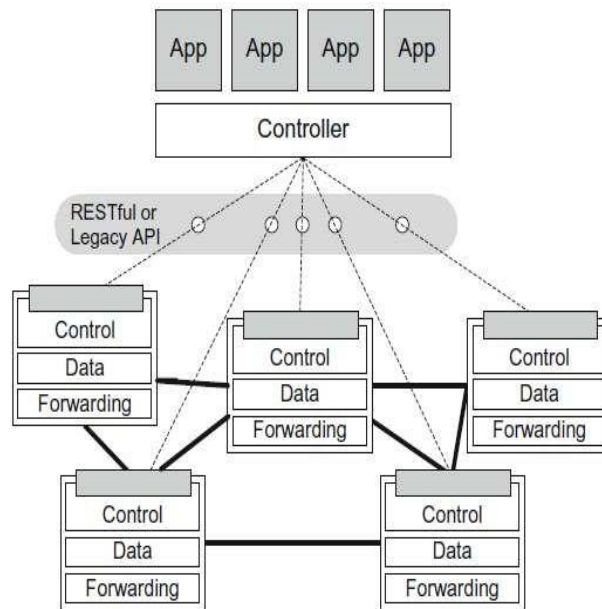 App App App App
Controller
RESTful or
Legacy API
Control
Data
Forwarding
Control
Data
Forwarding
Control
Data
Forwarding
Control
Data
Forwarding
Control
Data
Forwarding